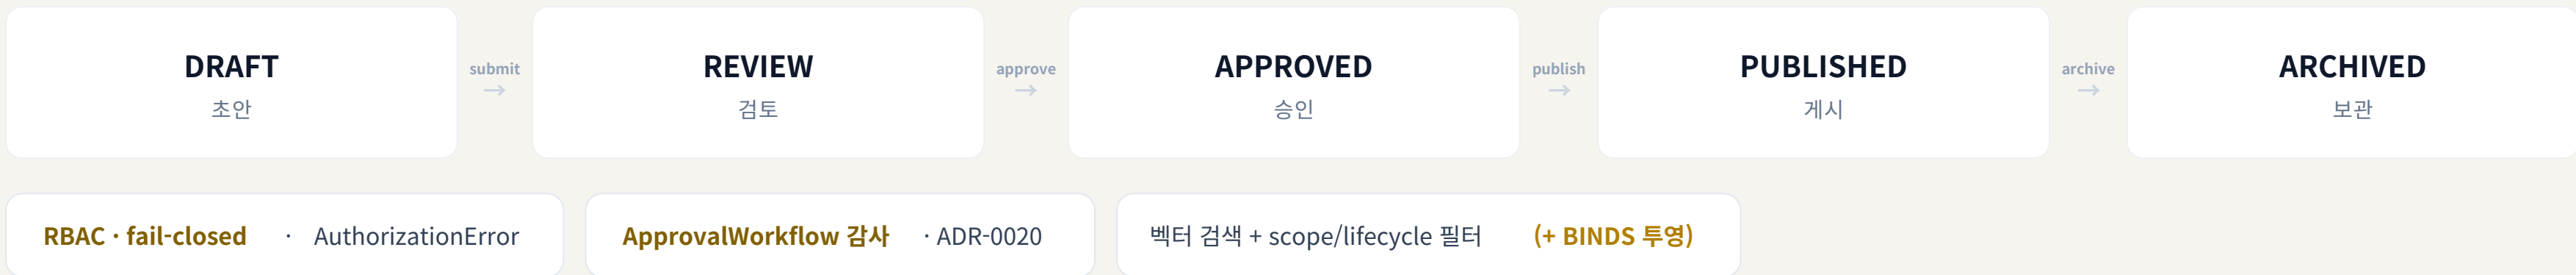 DRAFT
초안
submit
→
REVIEW
검토
approve
→
APPROVED
승인
publish
→
PUBLISHED
게시
archive
→
ARCHIVED
보관
RBAC · fail-closed · AuthorizationError
ApprovalWorkflow 감사 · ADR-0020
벡터 검색 + scope/lifecycle 필터 (+ BINDS 투영)